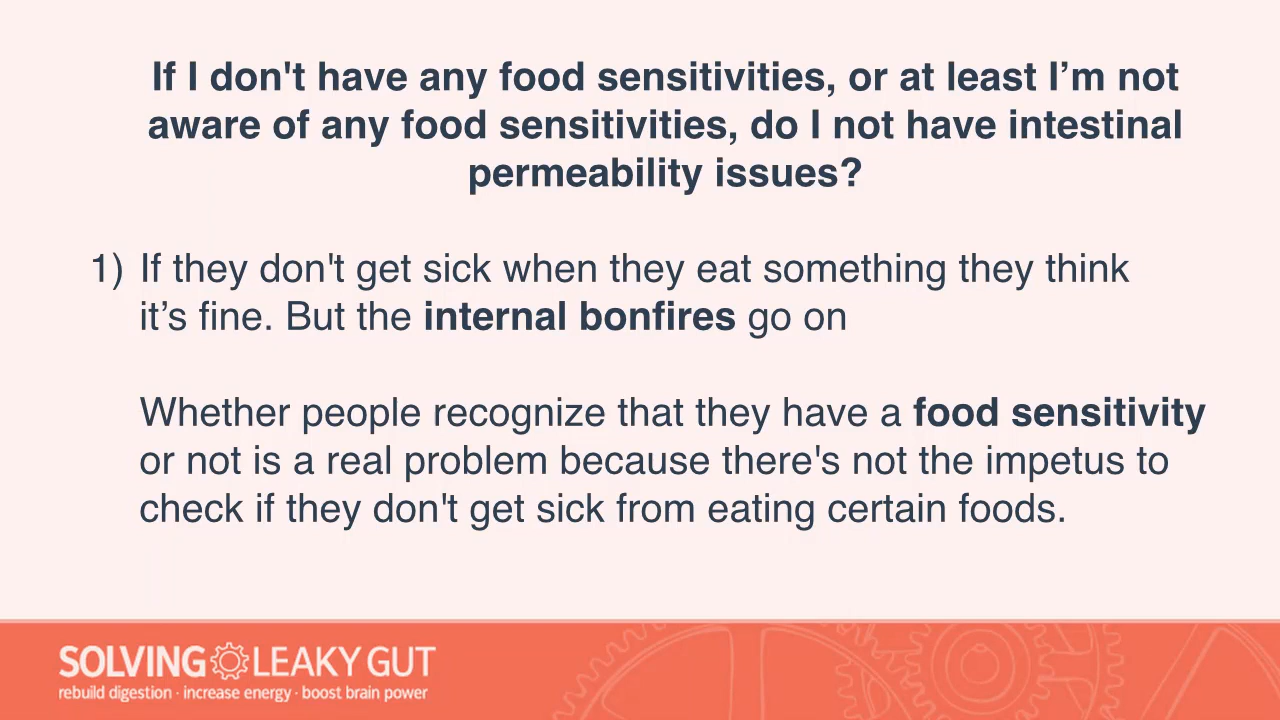 If I don't have any food sensitivities, or at least I’m not
aware of any food sensitivities, do I not have intestinal
permeability issues?
1) If they don't get sick when they eat something they think
it’s fine. But the internal bonfires go on
Whether people recognize that they have a food sensitivity
or not is a real problem because there's not the impetus to
check if they don't get sick from eating certain foods.
SOLVING LEAKY GUT
rebuild digestion · increase energy · boost brain power